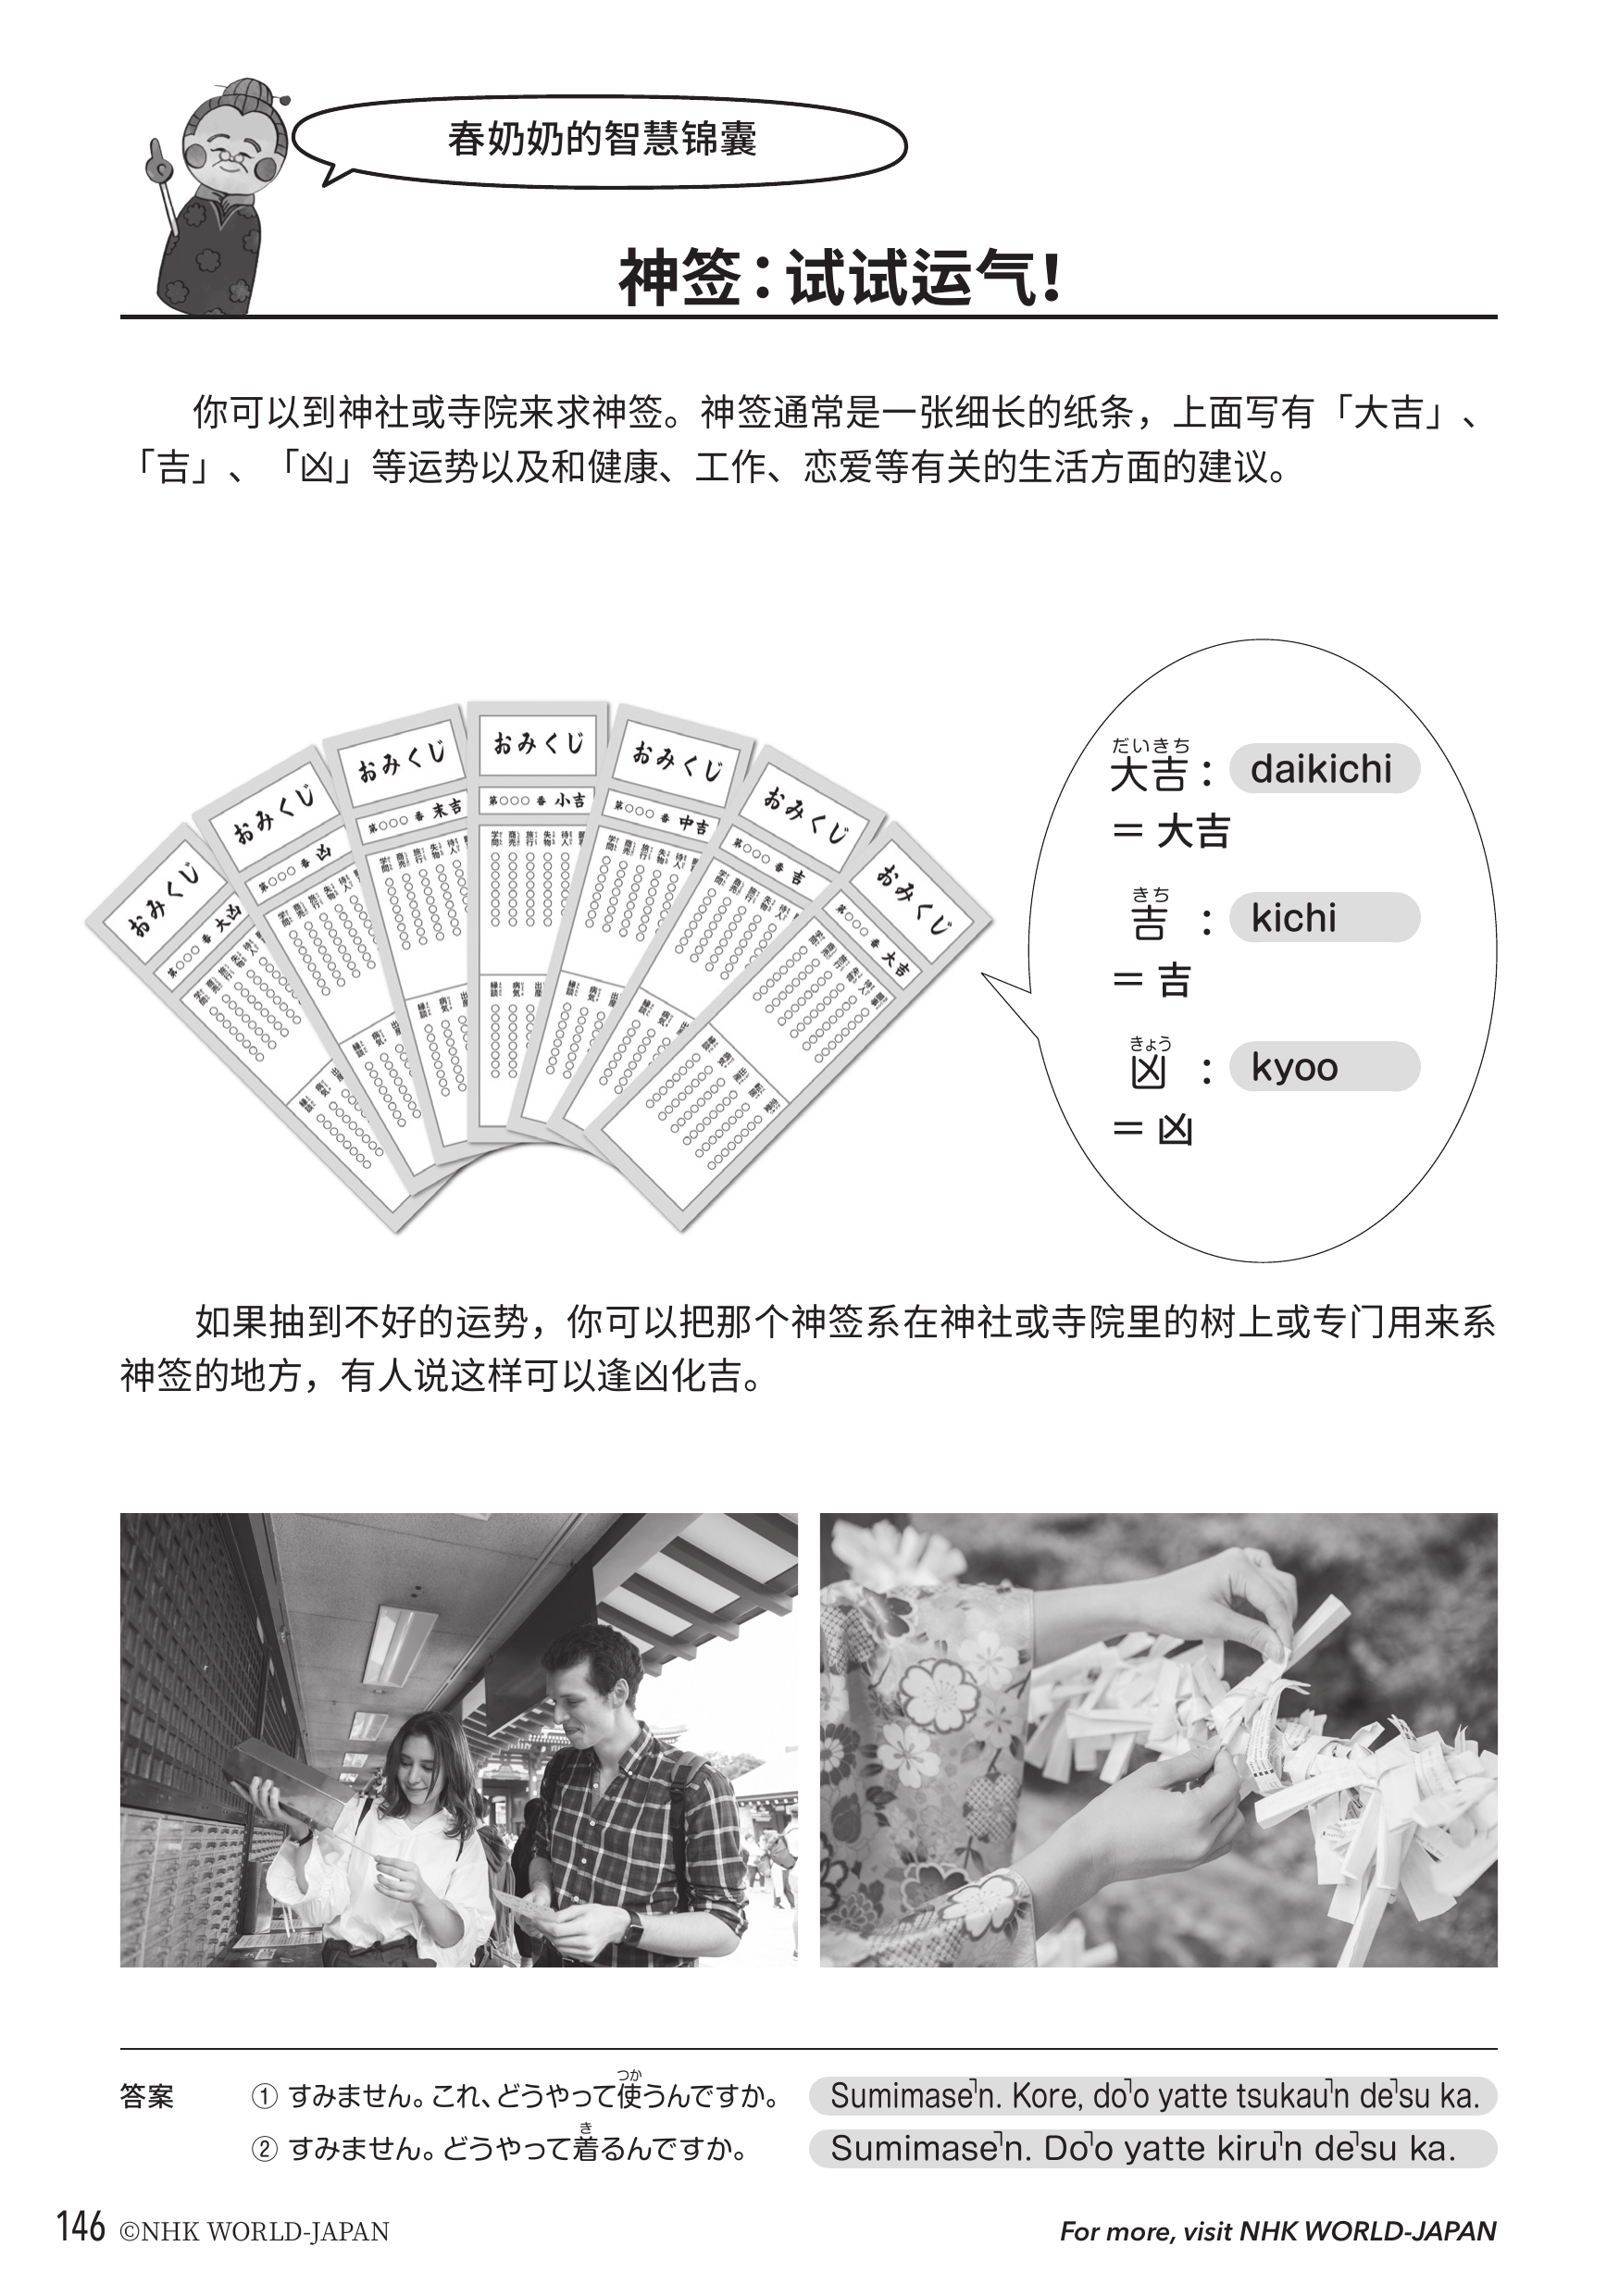 春奶奶的智慧锦囊
神签：试试运气！
你可以到神社或寺院来求神签。神签通常是一张细长的纸条，上面写有「大吉」、
「吉」、「凶」等运势以及和健康、工作、恋爱等有关的生活方面的建议。
おみくじ
第○○○番 大凶
おみくじ
第○○○番 凶
おみくじ
第○○○番 末吉
おみくじ
第○○○番 小吉
おみくじ
第○○○番 中吉
おみくじ
第○○○番 吉
おみくじ
第○○○番 大吉
だいきち
大吉： daikichi
＝ 大吉
きち
吉 ： kichi
＝ 吉
きょう
凶 ： kyoo
＝ 凶
如果抽到不好的运势，你可以把那个神签系在神社或寺院里的树上或专门用来系
神签的地方，有人说这样可以逢凶化吉。
つか
答案 ① すみません。これ、どうやって使うんですか。 Sumimase˥n. Kore, do˥o yatte tsukau˥n de˥su ka.
き
② すみません。どうやって着るんですか。 Sumimase˥n. Do˥o yatte kiru˥n de˥su ka.
146 ©NHK WORLD-JAPAN For more, visit NHK WORLD-JAPAN